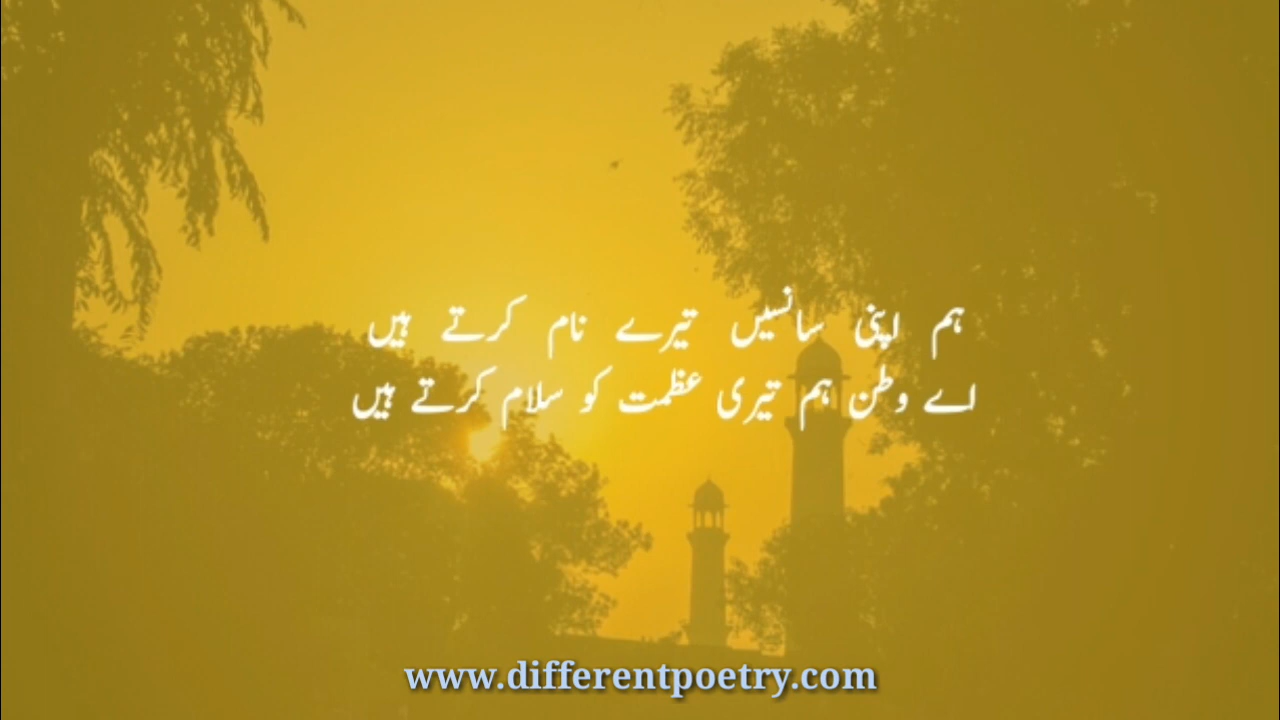 ہم اپنی سانسیں تیرے نام کرتے ہیں
اے وطن ہم تیری عظمت کو سلام کرتے ہیں
www.differentpoetry.com